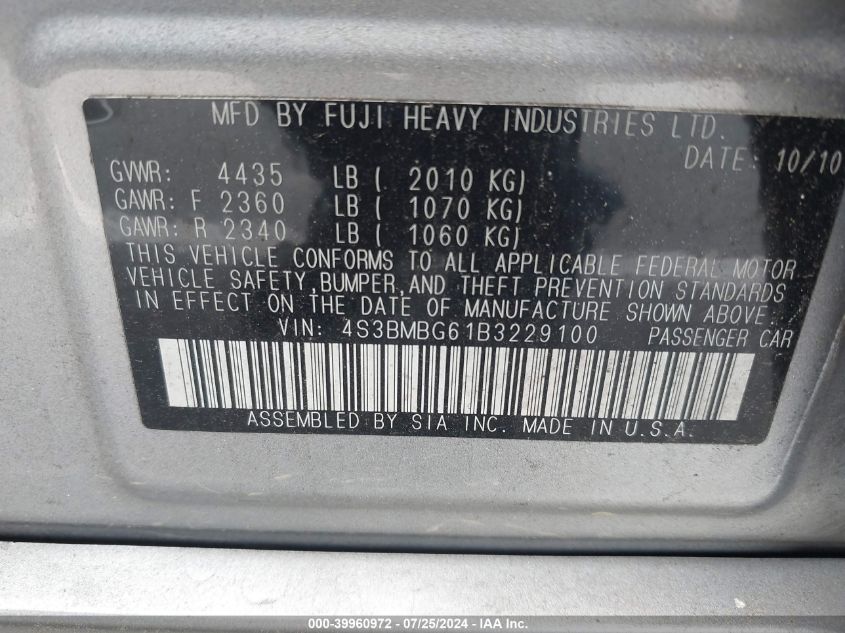 MFD BY FUJI HEAVY INDUSTRIES LTD.
DATE: 10/10
GVWR: 4435 LB ( 2010 KG)
GAWR: F 2360 LB ( 1070 KG)
GAWR: R 2340 LB ( 1060 KG)
THIS VEHICLE CONFORMS TO ALL APPLICABLE FEDERAL MOTOR
VEHICLE SAFETY,BUMPER,AND THEFT PREVENTION STANDARDS
IN EFFECT ON THE DATE OF MANUFACTURE SHOWN ABOVE.
VIN: 4S3BMBG61B3229100 PASSENGER CAR
ASSEMBLED BY SIA INC. MADE IN U.S.A.
000-39960972 - 07/25/2024 - IAAI.com